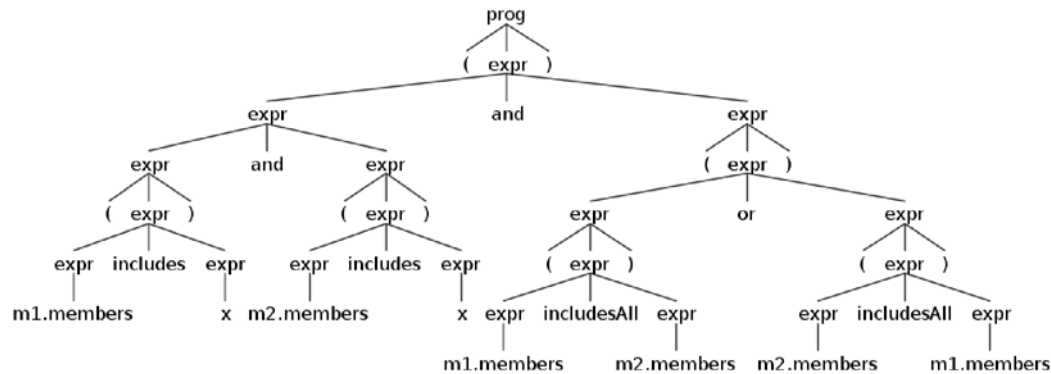 prog
( expr )
expr and expr
expr and expr ( expr )
( expr ) ( expr ) expr or expr
expr includes expr expr includes expr ( expr ) ( expr )
m1.members x m2.members x expr includesAll expr expr includesAll expr
m1.members m2.members m2.members m1.members